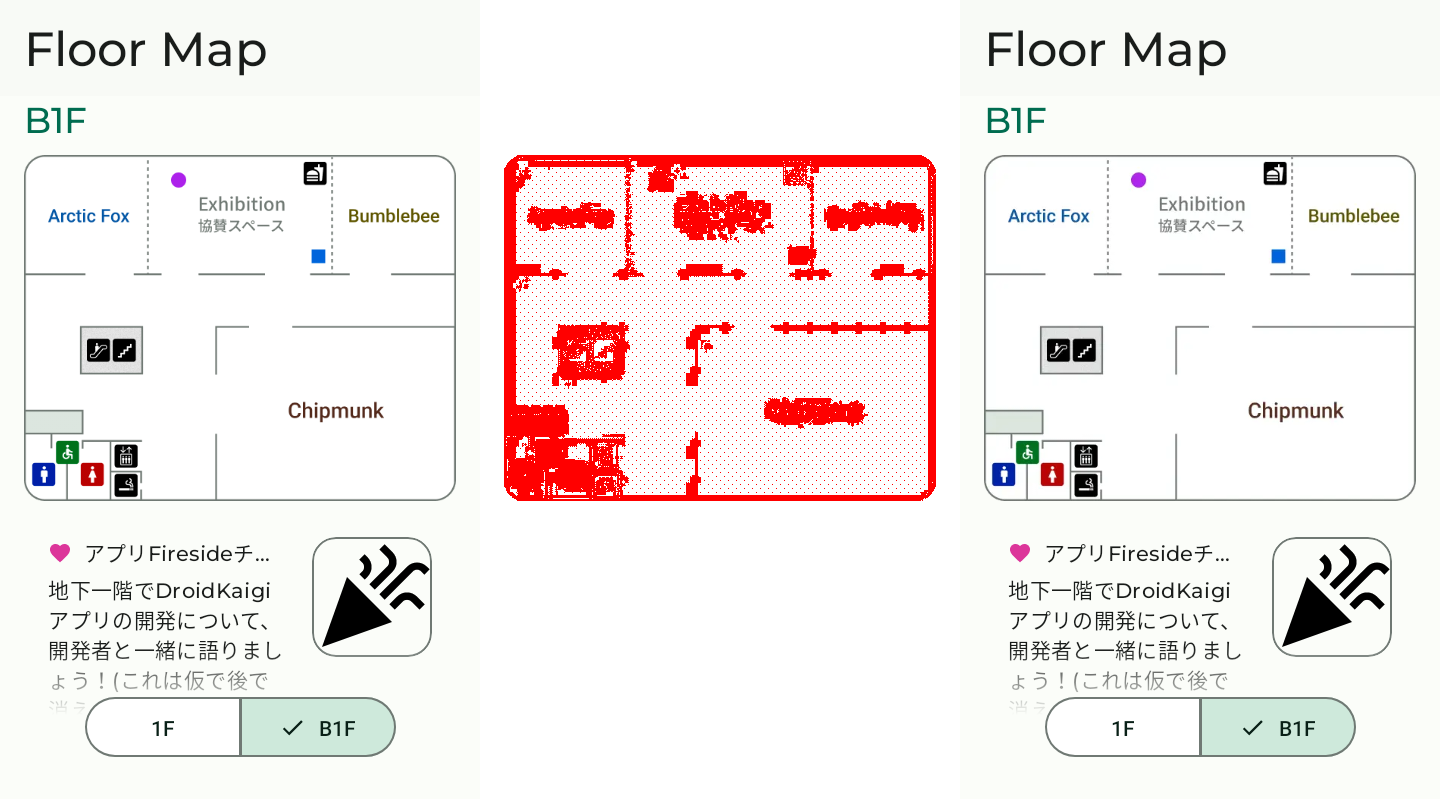 Floor Map
B1F
Arctic Fox
Exhibition
協賛スペース
Bumblebee
Chipmunk
アプリFiresideチ...
地下一階でDroidKaigi
アプリの開発について、
開発者と一緒に語りまし
ょう！(これは仮で後で
消え
1F
B1F
Floor Map
B1F
Arctic Fox
Exhibition
協賛スペース
Bumblebee
Chipmunk
アプリFiresideチ...
地下一階でDroidKaigi
アプリの開発について、
開発者と一緒に語りまし
ょう！(これは仮で後で
消え
1F
B1F